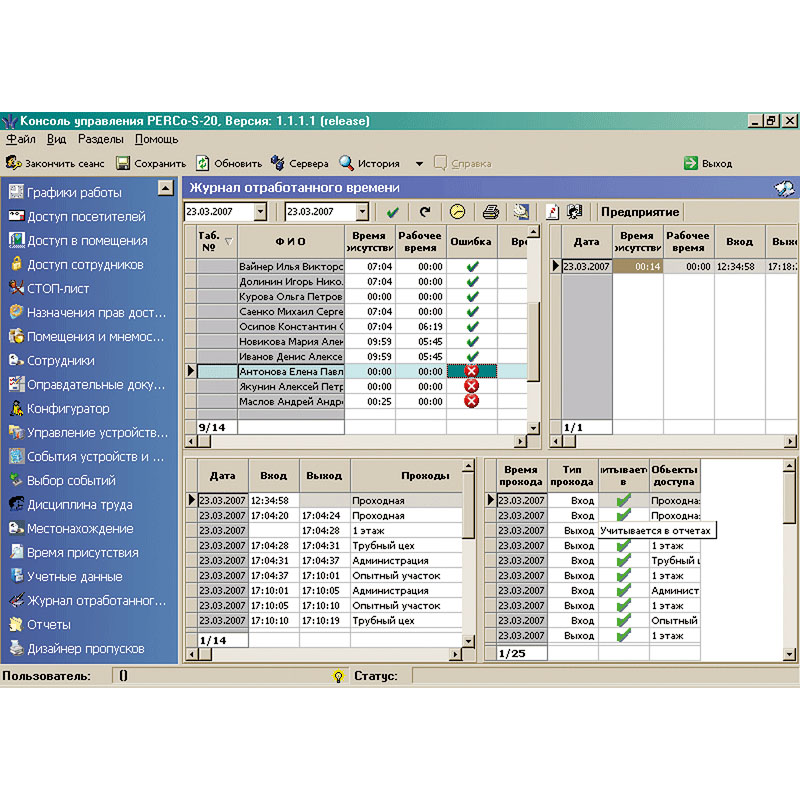 Консоль управления PERCo-S-20, Версия: 1.1.1.1 (release)
Файл Вид Разделы Помощь
Закончить сеанс Сохранить Обновить Сервера История Справка Выход
Графики работы
Доступ посетителей
Доступ в помещения
Доступ сотрудников
СТОП-лист
Назначения прав дост...
Помещения и мнемос...
Сотрудники
Оправдательные доку...
Конфигуратор
Управление устройств...
События устройств и ...
Выбор событий
Дисциплина труда
Местонахождение
Время присутствия
Учетные данные
Журнал отработанног...
Отчеты
Дизайнер пропусков
Журнал отработанного времени
23.03.2007 23.03.2007 Предприятие
Таб. № Ф И О Время Рабочее время Ошибка
Вайнер Илья Викторо 07:04 00:00
Долинин Игорь Нико. 07:04 00:00
Курова Ольга Петров 07:04 00:00
Саенко Михаил Серге 07:04 00:00
Осипов Константин 07:04 06:19
Новикова Мария Алек 09:59 05:45
Иванов Денис Алексе 09:59 05:45
Антонова Елена Павл 00:00 00:00
Якунин Алексей Петр 00:00 00:00
Маслов Андрей Андр 00:25 00:00
9/14
Дата Время Рабочее время Вход
23.03.2007 00:14 00:00 12:34:58 17:18:
1/1
Дата Вход Выход Проходы
23.03.2007 12:34:58 Проходная
23.03.2007 17:04:20 17:04:24 Проходная
23.03.2007 17:04:28 1 этаж
23.03.2007 17:04:28 17:04:31 Трубный цех
23.03.2007 17:04:31 17:04:37 Администрация
23.03.2007 17:04:37 17:10:01 Опытный участок
23.03.2007 17:10:01 17:10:05 Администрация
23.03.2007 17:10:05 17:10:10 Опытный участок
23.03.2007 17:10:10 17:10:19 Трубный цех
1/14
Время прохода Тип прохода итывает в Обьекты доступа
23.03.2007 Вход Проходна
23.03.2007 Вход Проходна
23.03.2007 Выход Учитывается в отчетах
23.03.2007 Выход 1 этаж
23.03.2007 Вход Трубный ц
23.03.2007 Выход 1 этаж
23.03.2007 Вход Админист
23.03.2007 Выход 1 этаж
23.03.2007 Вход Опытный
23.03.2007 Выход 1 этаж
1/25
Пользователь: () Статус: